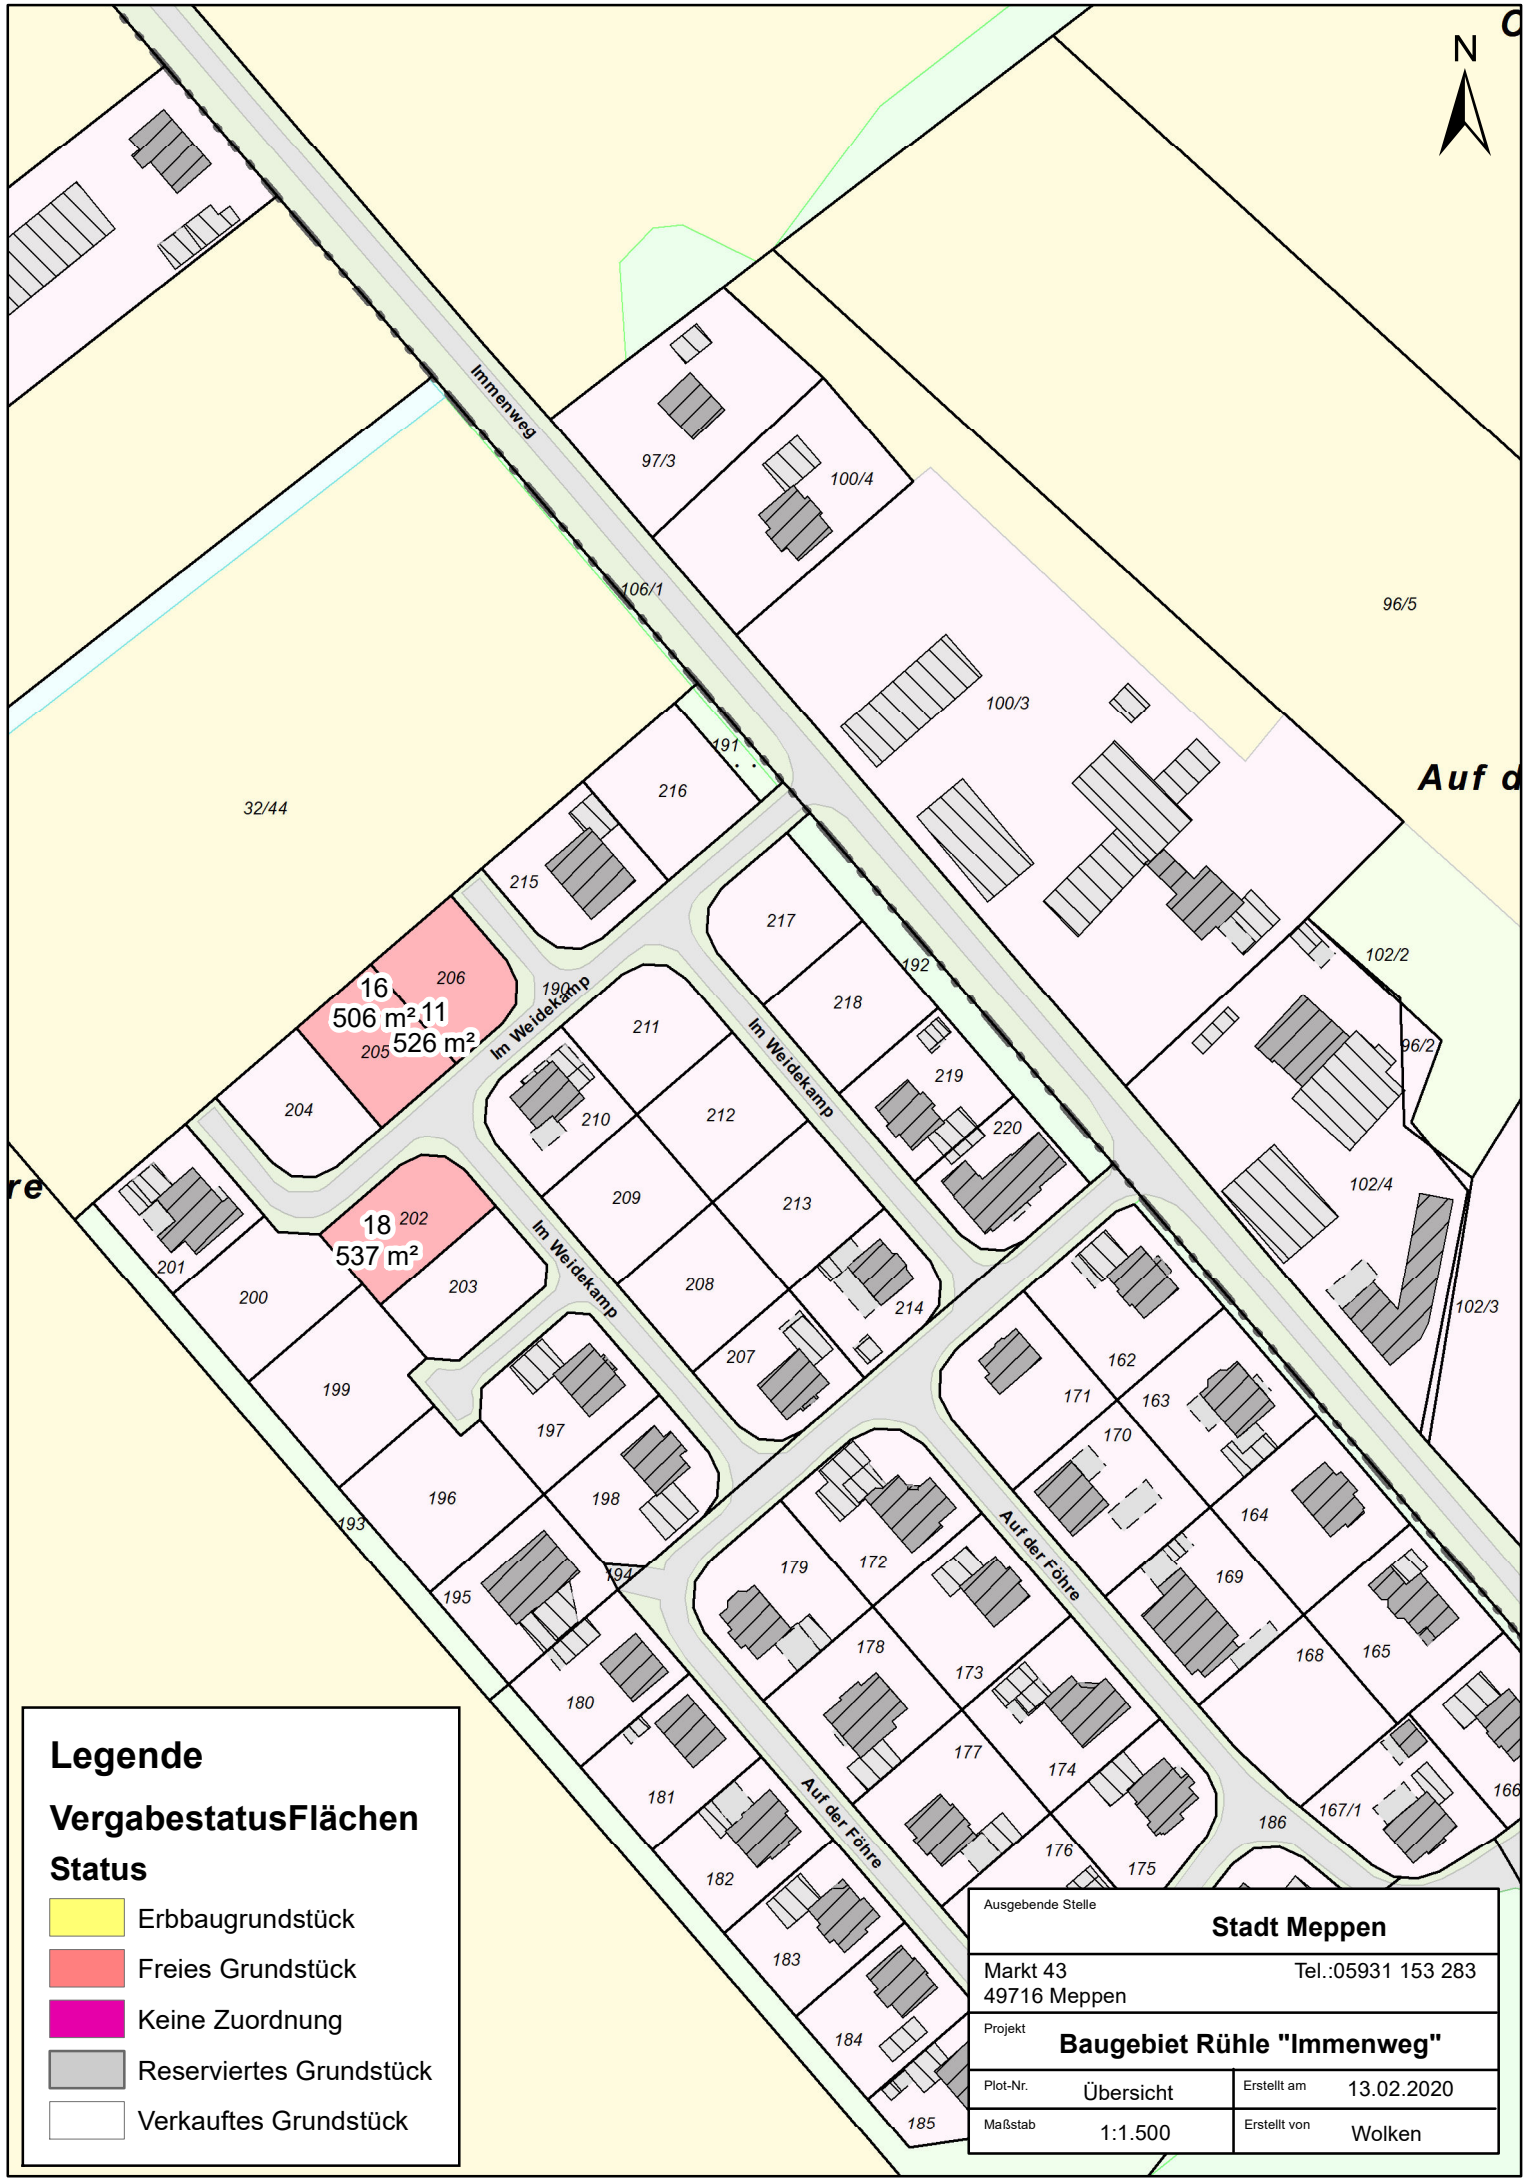 N
Immenweg
97/3
100/4
106/1
96/5
100/3
191
Auf d
216
32/44
215
217
102/2
206
192
16
190
506 m²
11
218
211
Im Weidekamp
Im Weidekamp
526 m²
205
96/2
219
204
212
210
220
re
102/4
209
213
202
18
537 m²
Im Weidekamp
201
208
203
200
214
102/3
207
162
199
171
163
197
170
196
198
164
193
Auf der Föhre
179
172
194
169
195
178
165
168
173
180
177
174
181
Auf der Föhre
166
167/1
186
176
175
182
183
184
185
Legende
VergabestatusFlächen
Status
Erbbaugrundstück
Freies Grundstück
Keine Zuordnung
Reserviertes Grundstück
Verkauftes Grundstück
Ausgebende Stelle
Stadt Meppen
Markt 43
Tel.:05931 153 283
49716 Meppen
Projekt
Baugebiet Rühle "Immenweg"
Plot-Nr.
Übersicht
Erstellt am
13.02.2020
Maßstab
1:1.500
Erstellt von
Wolken